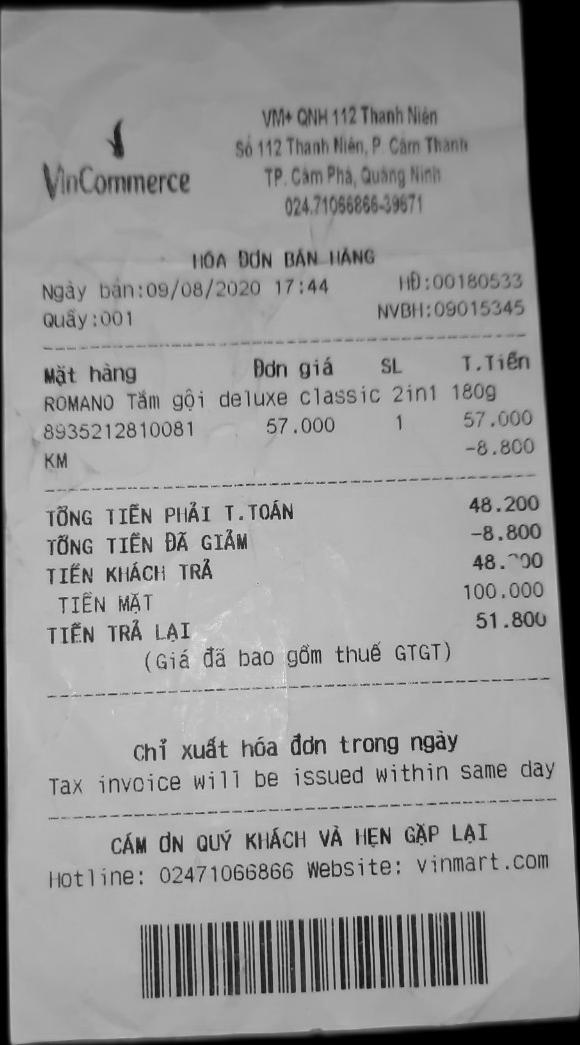 VinCommerce
VM+ QNH 112 Thanh Niên
Số 112 Thanh Niên, P. Cẩm Thành
TP. Cẩm Phả, Quảng Ninh
024.71066866-39671
HÓA ĐƠN BÁN HÀNG
Ngày bán:09/08/2020 17:44 HĐ:00180533
Quầy:001 NVBH:09015345
Mặt hàng Đơn giá SL T.Tiền
ROMANO Tắm gội deluxe classic 2in1 180g
8935212810081 57.000 1 57.000
KM -8.800
TỔNG TIỀN PHẢI T.TOÁN 48.200
TỔNG TIỀN ĐÃ GIẢM -8.800
TIỀN KHÁCH TRẢ
TIỀN MẶT 100.000
TIỀN TRẢ LẠI 51.800
(Giá đã bao gồm thuế GTGT)
Chỉ xuất hóa đơn trong ngày
Tax invoice will be issued within same day
CẢM ƠN QUÝ KHÁCH VÀ HẸN GẶP LẠI
Hotline: 02471066866 Website: vinmart.com